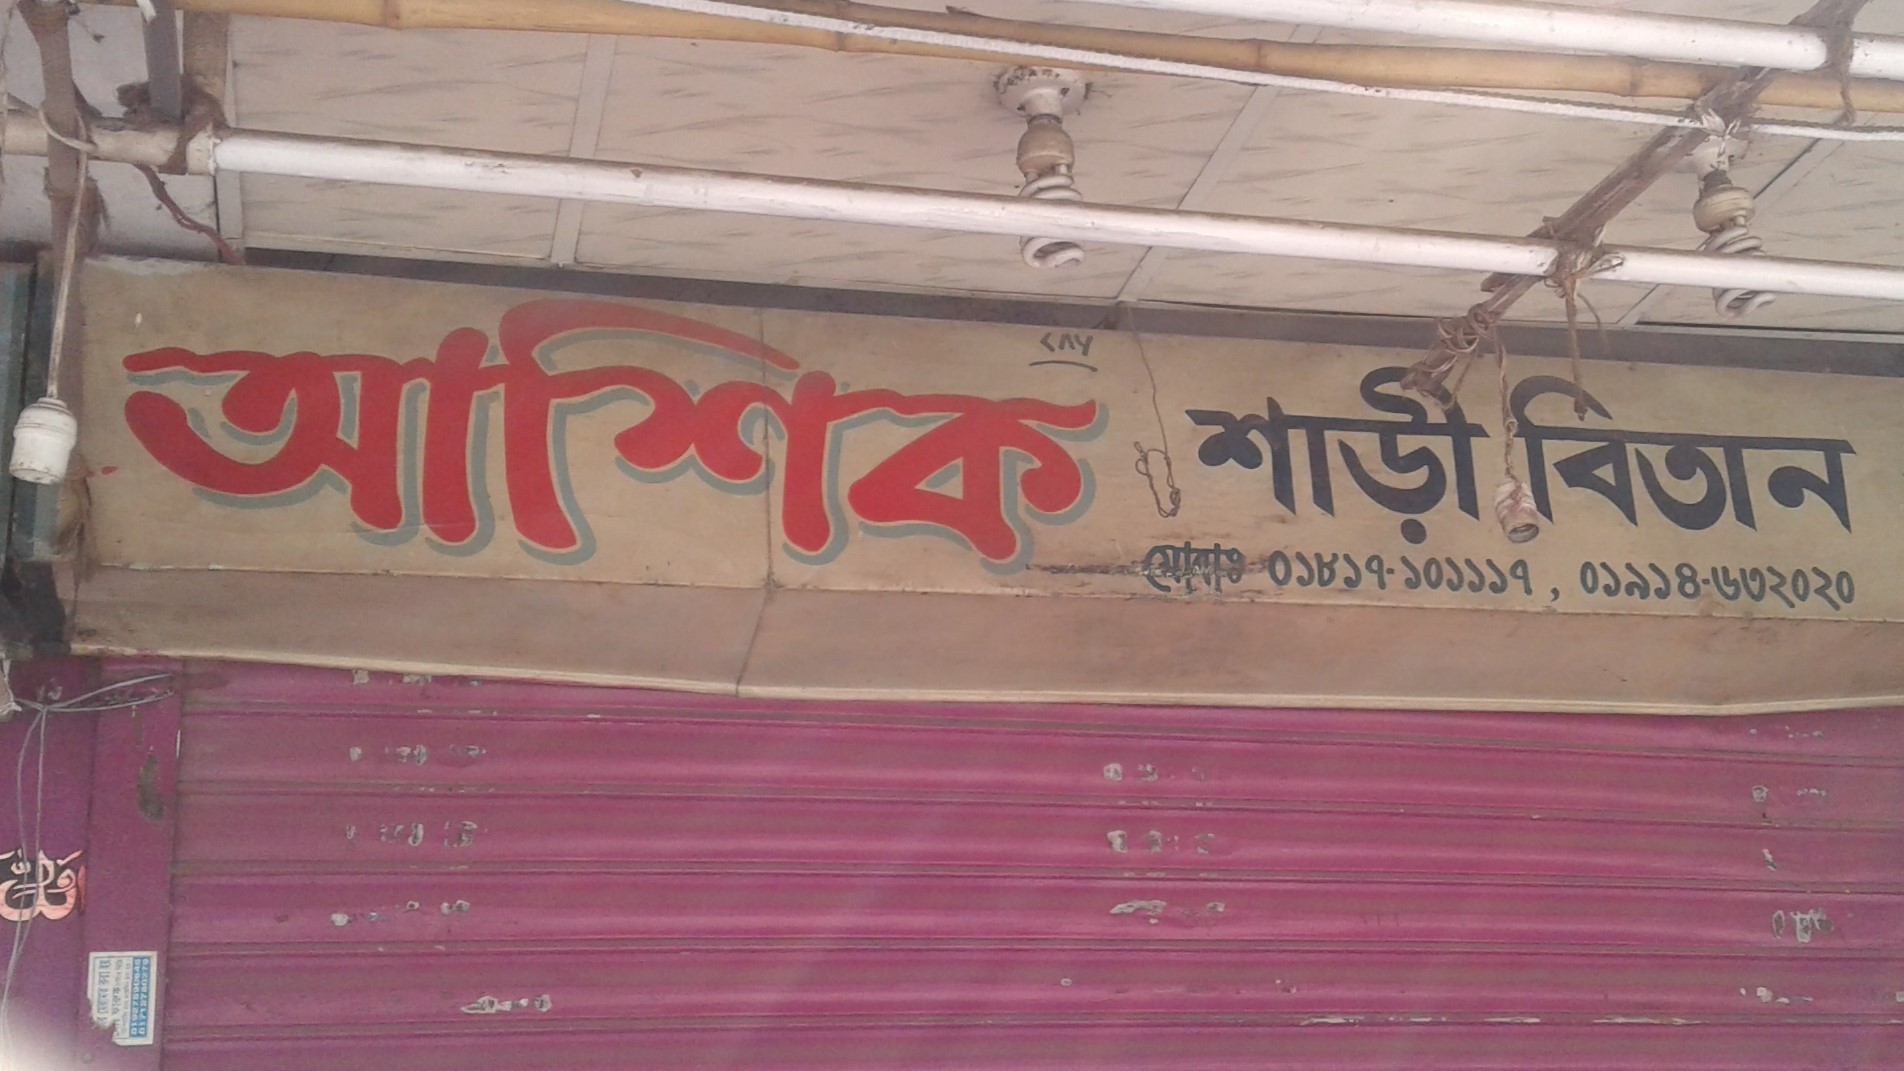 আশিক শাড়ী বিতান
মোবাঃ ০১৮১৭-১০১১১৭, ০১৯১৪-৬৩২০২০